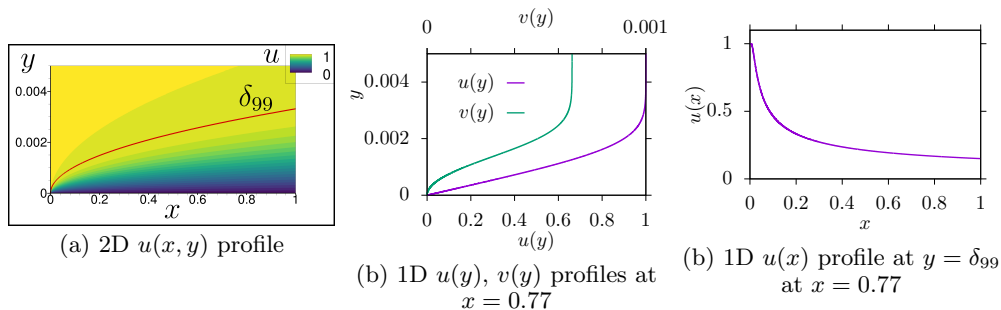 y
u
1
0
0.004
δ99
0.002
0
0 0.2 0.4 0.6 0.8 1
x
(a) 2D u(x, y) profile
v(y)
0 0.001
0.004
u(y)
y
v(y)
0.002
0
0 0.2 0.4 0.6 0.8 1
u(y)
(b) 1D u(y), v(y) profiles at
x = 0.77
1
u(x)
0.5
0
0 0.2 0.4 0.6 0.8 1
x
(b) 1D u(x) profile at y = δ99
at x = 0.77